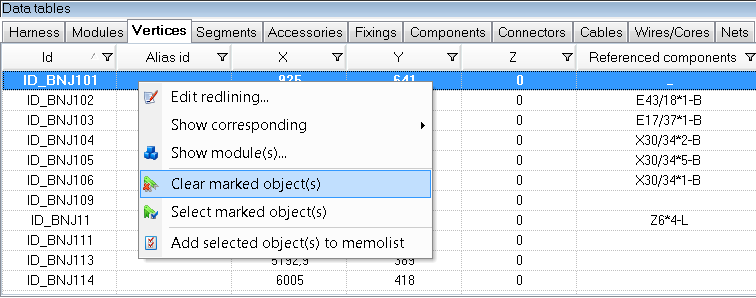 Data tables
Harness Modules Vertices Segments Accessories Fixings Components Connectors Cables Wires/Cores Nets
Id Alias id X Y Z Referenced components
ID_BNJ101 925 641 0 _
ID_BNJ102 0 E43/18*1-B
ID_BNJ103 0 E17/37*1-B
ID_BNJ104 0 X30/34*2-B
ID_BNJ105 0 X30/34*5-B
ID_BNJ106 0 X30/34*1-B
ID_BNJ109 0
ID_BNJ11 0 Z6*4-L
ID_BNJ111 0
ID_BNJ113 5192,9 389 0
ID_BNJ114 6005 418 0
Edit redlining...
Show corresponding
Show module(s)...
Clear marked object(s)
Select marked object(s)
Add selected object(s) to memolist